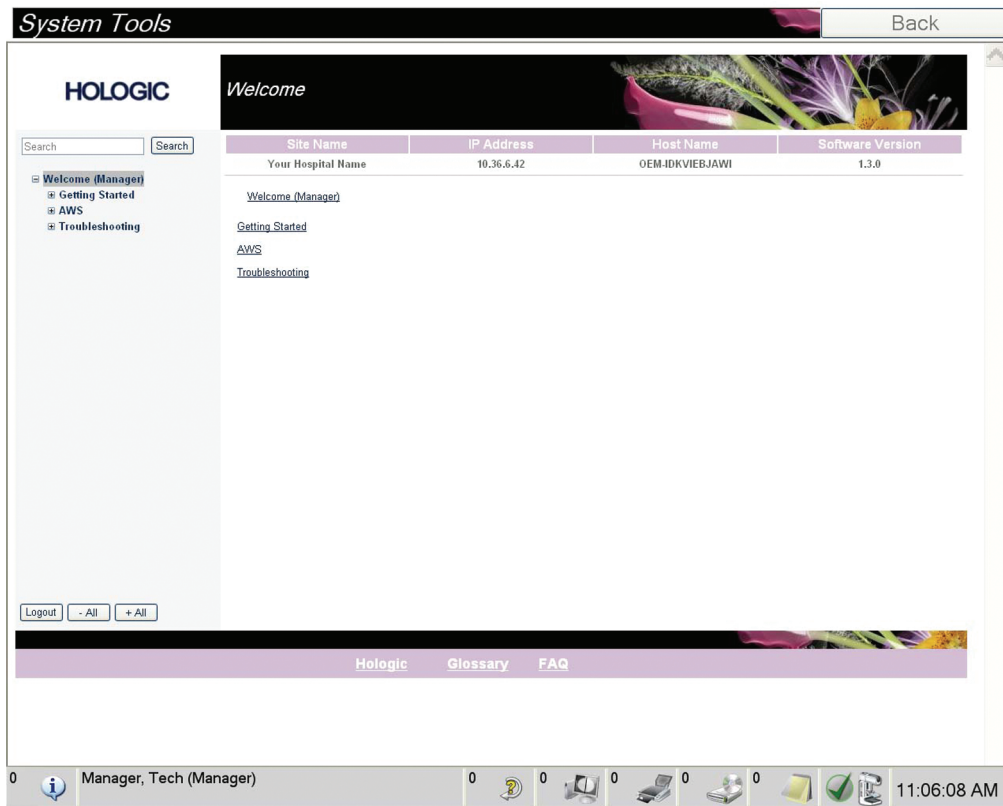 System Tools Back
HOLOGIC Welcome
Search Search
Site Name IP Address Host Name Software Version
Your Hospital Name 10.36.6.42 OEM-IDKVIEBJAWI 1.3.0
Welcome (Manager)
Getting Started
AWS
Troubleshooting
Welcome (Manager)
Getting Started
AWS
Troubleshooting
Logout - All + All
Hologic Glossary FAQ
0 Manager, Tech (Manager) 0 0 0 0 0 11:06:08 AM